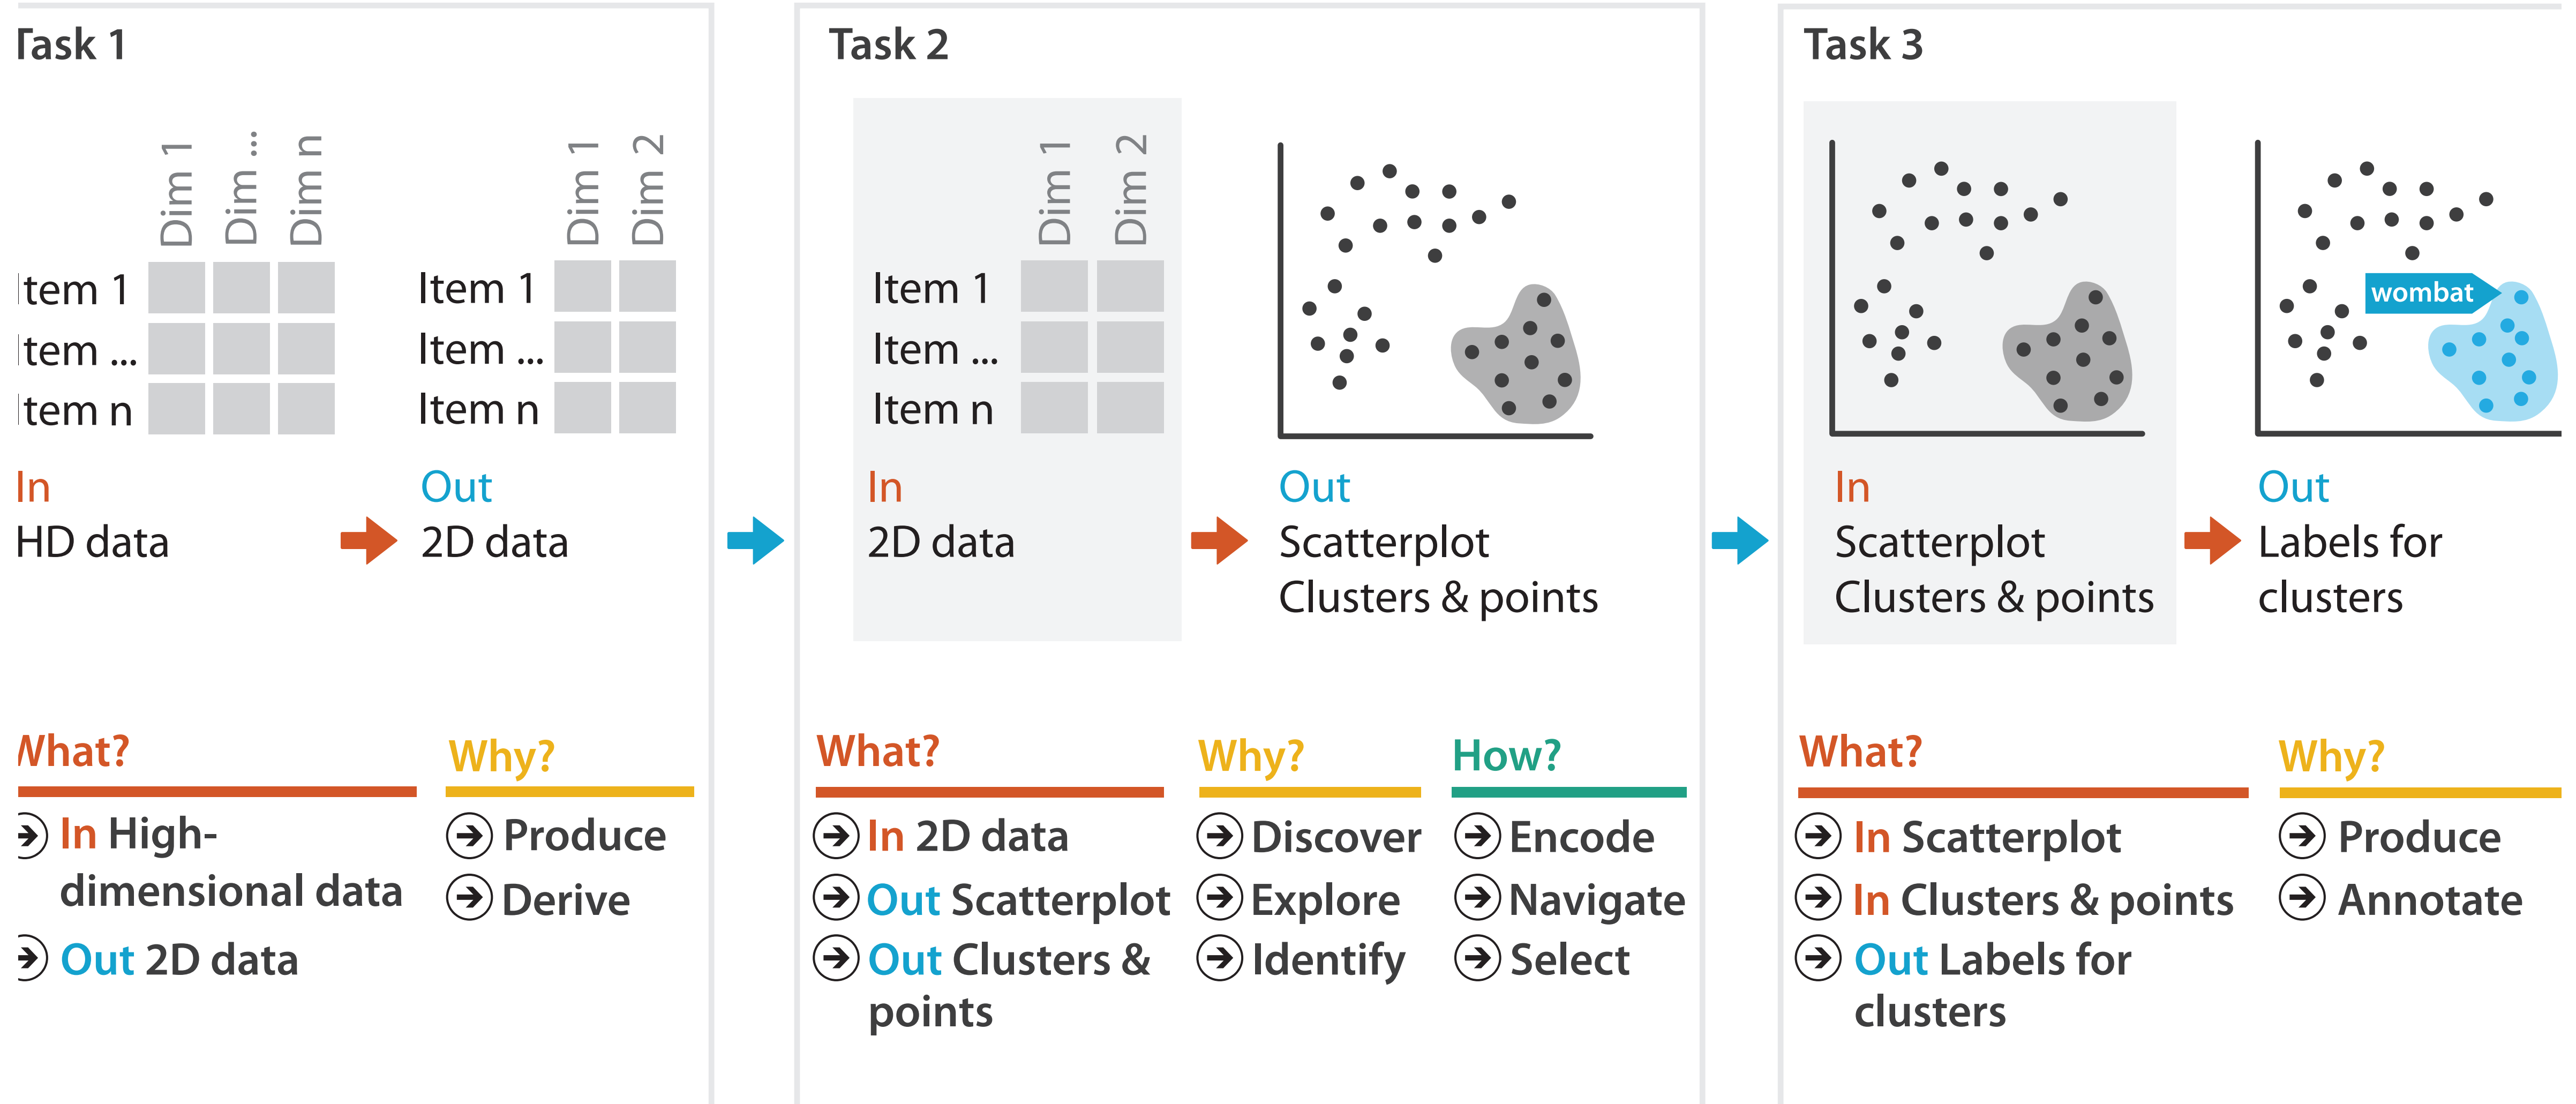 Task 1
Dim 1
Dim ...
Dim n
Item 1
Item ...
Item n
Dim 1
Dim 2
Item 1
Item ...
Item n
In
HD data
Out
2D data
What?
In High-
dimensional data
Out 2D data
Why?
Produce
Derive
Task 2
Dim 1
Dim 2
Item 1
Item ...
Item n
In
2D data
Out
Scatterplot
Clusters & points
What?
In 2D data
Out Scatterplot
Out Clusters &
points
Why?
Discover
Explore
Identify
How?
Encode
Navigate
Select
Task 3
In
Scatterplot
Clusters & points
wombat
Out
Labels for
clusters
What?
In Scatterplot
In Clusters & points
Out Labels for
clusters
Why?
Produce
Annotate